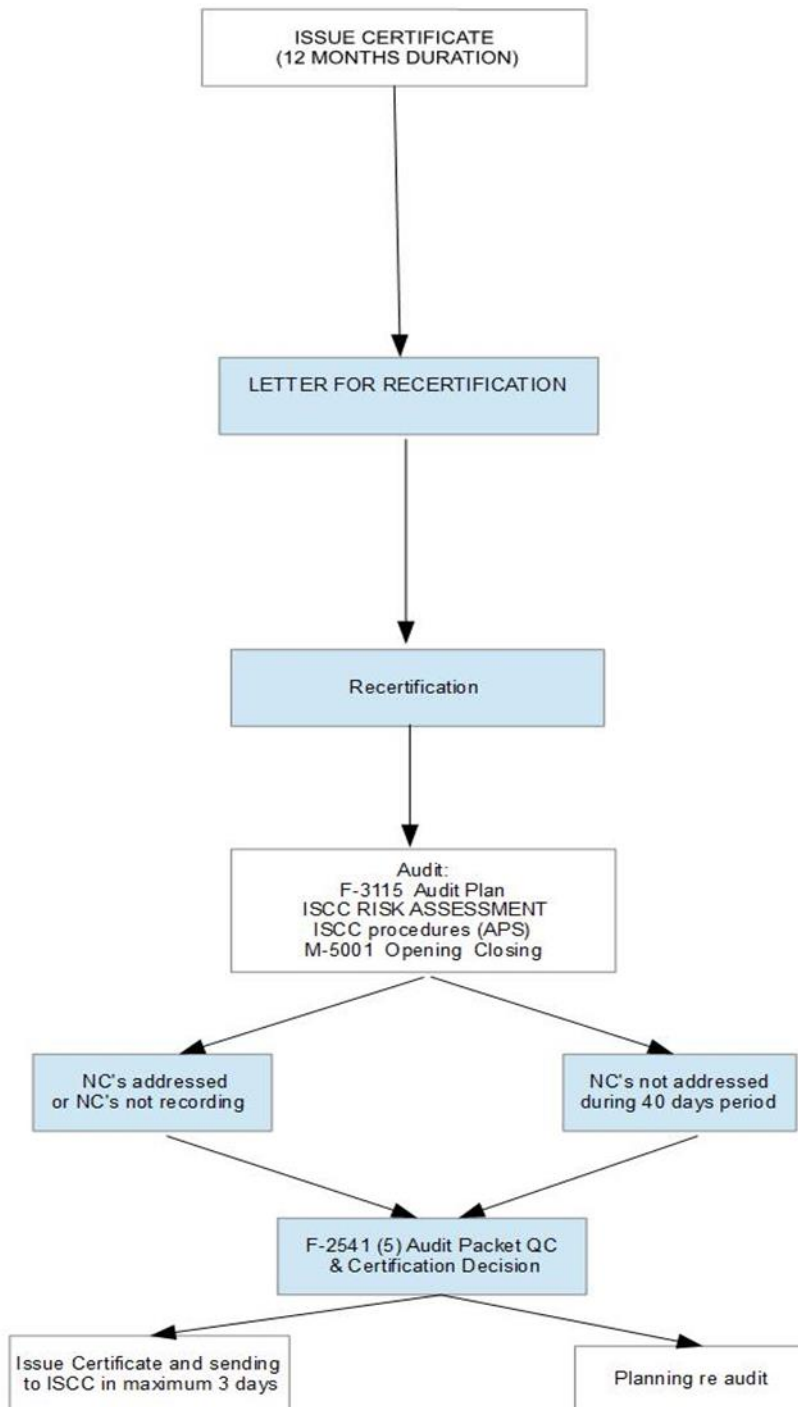 ISSUE CERTIFICATE
(12 MONTHS DURATION)
LETTER FOR RECERTIFICATION
Recertification
Audit:
F-3115 Audit Plan
ISCC RISK ASSESSMENT
ISCC procedures (APS)
M-5001 Opening Closing
NC's addressed
or NC's not recording
NC's not addressed
during 40 days period
F-2541 (5) Audit Packet QC
& Certification Decision
Issue Certificate and sending
to ISCC in maximum 3 days
Planning re audit